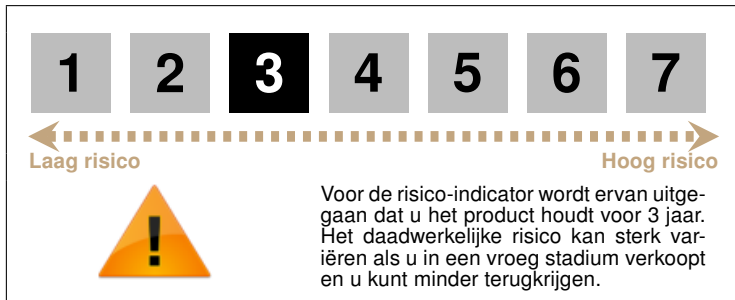 1 2 3 4 5 6 7
Laag risico Hoog risico
Voor de risico-indicator wordt ervan uitge-
gaan dat u het product houdt voor 3 jaar.
Het daadwerkelijke risico kan sterk var-
iëren als u in een vroeg stadium verkoopt
en u kunt minder terugkrijgen.
!